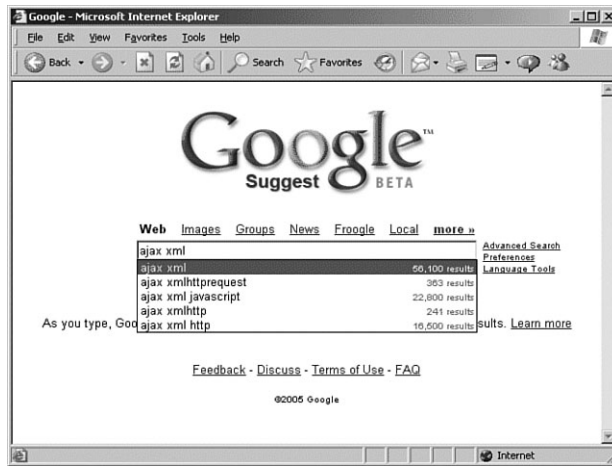 Google - Microsoft Internet Explorer
File Edit View Favorites Tools Help
Back Search Favorites
Google™
Suggest BETA
Web Images Groups News Froogle Local more »
ajax xml
Advanced Search
Preferences
Language Tools
ajax xml 56,100 results
ajax xmlhttprequest 363 results
ajax xml javascript 22,800 results
ajax xmlhttp 241 results
ajax xml http 16,500 results
As you type, Goo sults. Learn more
Feedback - Discuss - Terms of Use - FAQ
©2005 Google
Internet